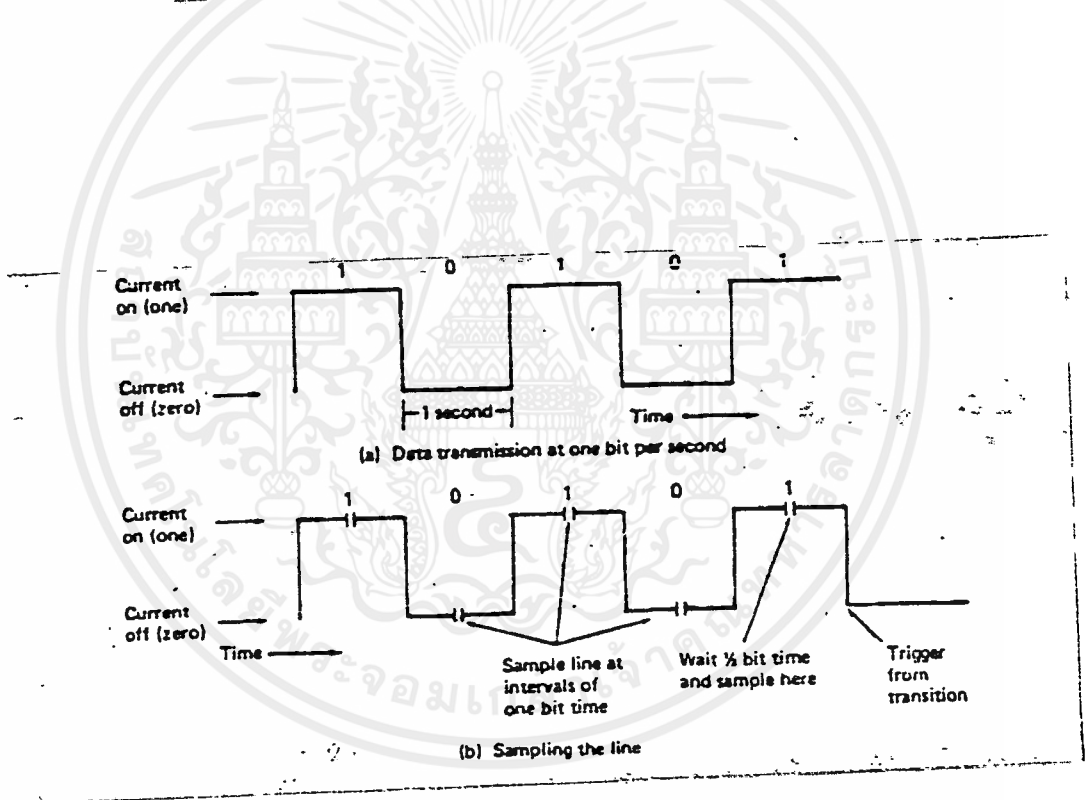 1 0 1 0 1
Current
on (one)
Current
off (zero)
1 second
Time
(a) Data transmission at one bit per second
1 0 1 0 1
Current
on (one)
Current
off (zero)
Time
Sample line at
intervals of
one bit time
Wait ½ bit time
and sample here
Trigger
from
transition
(b) Sampling the line